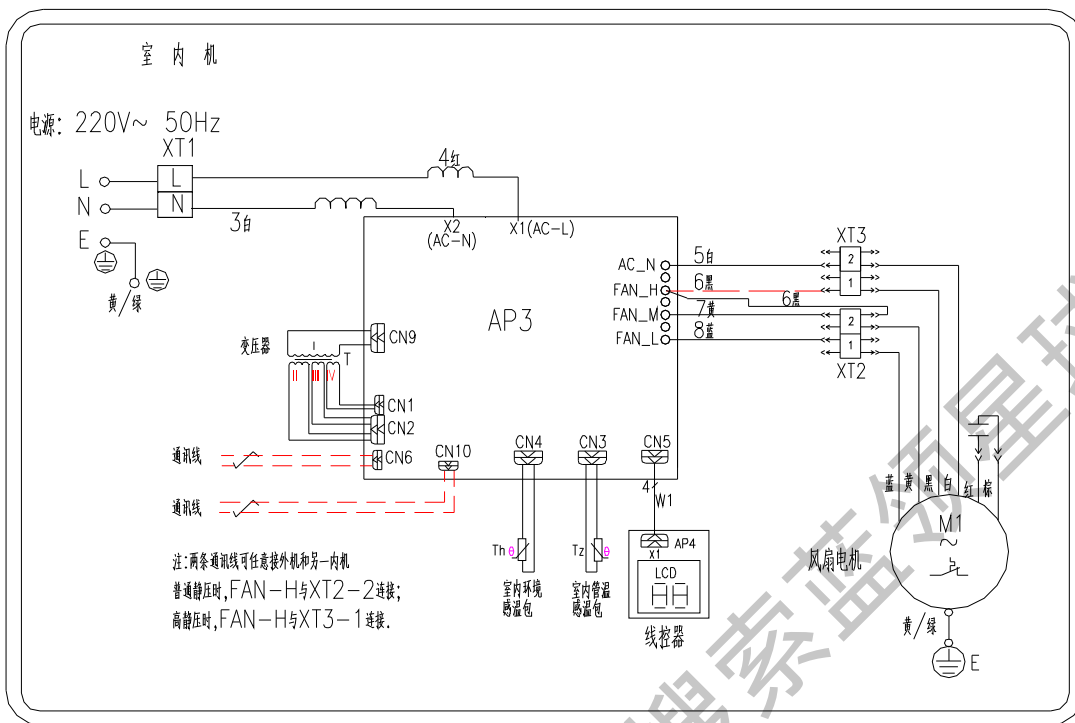 室 内 机
电源: 220V~ 50Hz
XT1
L
L
4红
N
N
3白
X2
(AC-N)
X1(AC-L)
E
黄/绿
AP3
AC_N
FAN_H
FAN_M
FAN_L
5白
6黑
6黑
7黄
8蓝
XT3
2
1
2
1
XT2
变压器
I
T
II
III
IV
CN9
CN1
CN2
CN6
CN10
CN4
CN3
CN5
通讯线
通讯线
4
W1
Th
θ
Tz
θ
AP4
X1
LCD
室内环境
感温包
室内管温
感温包
线控器
注:两条通讯线可任意接外机和另一内机
普通静压时,FAN-H与XT2-2连接;
高静压时,FAN-H与XT3-1连接.
蓝 黄 黑 白 红 棕
M1
~
风扇电机
黄/绿
E
搜索蓝领星球